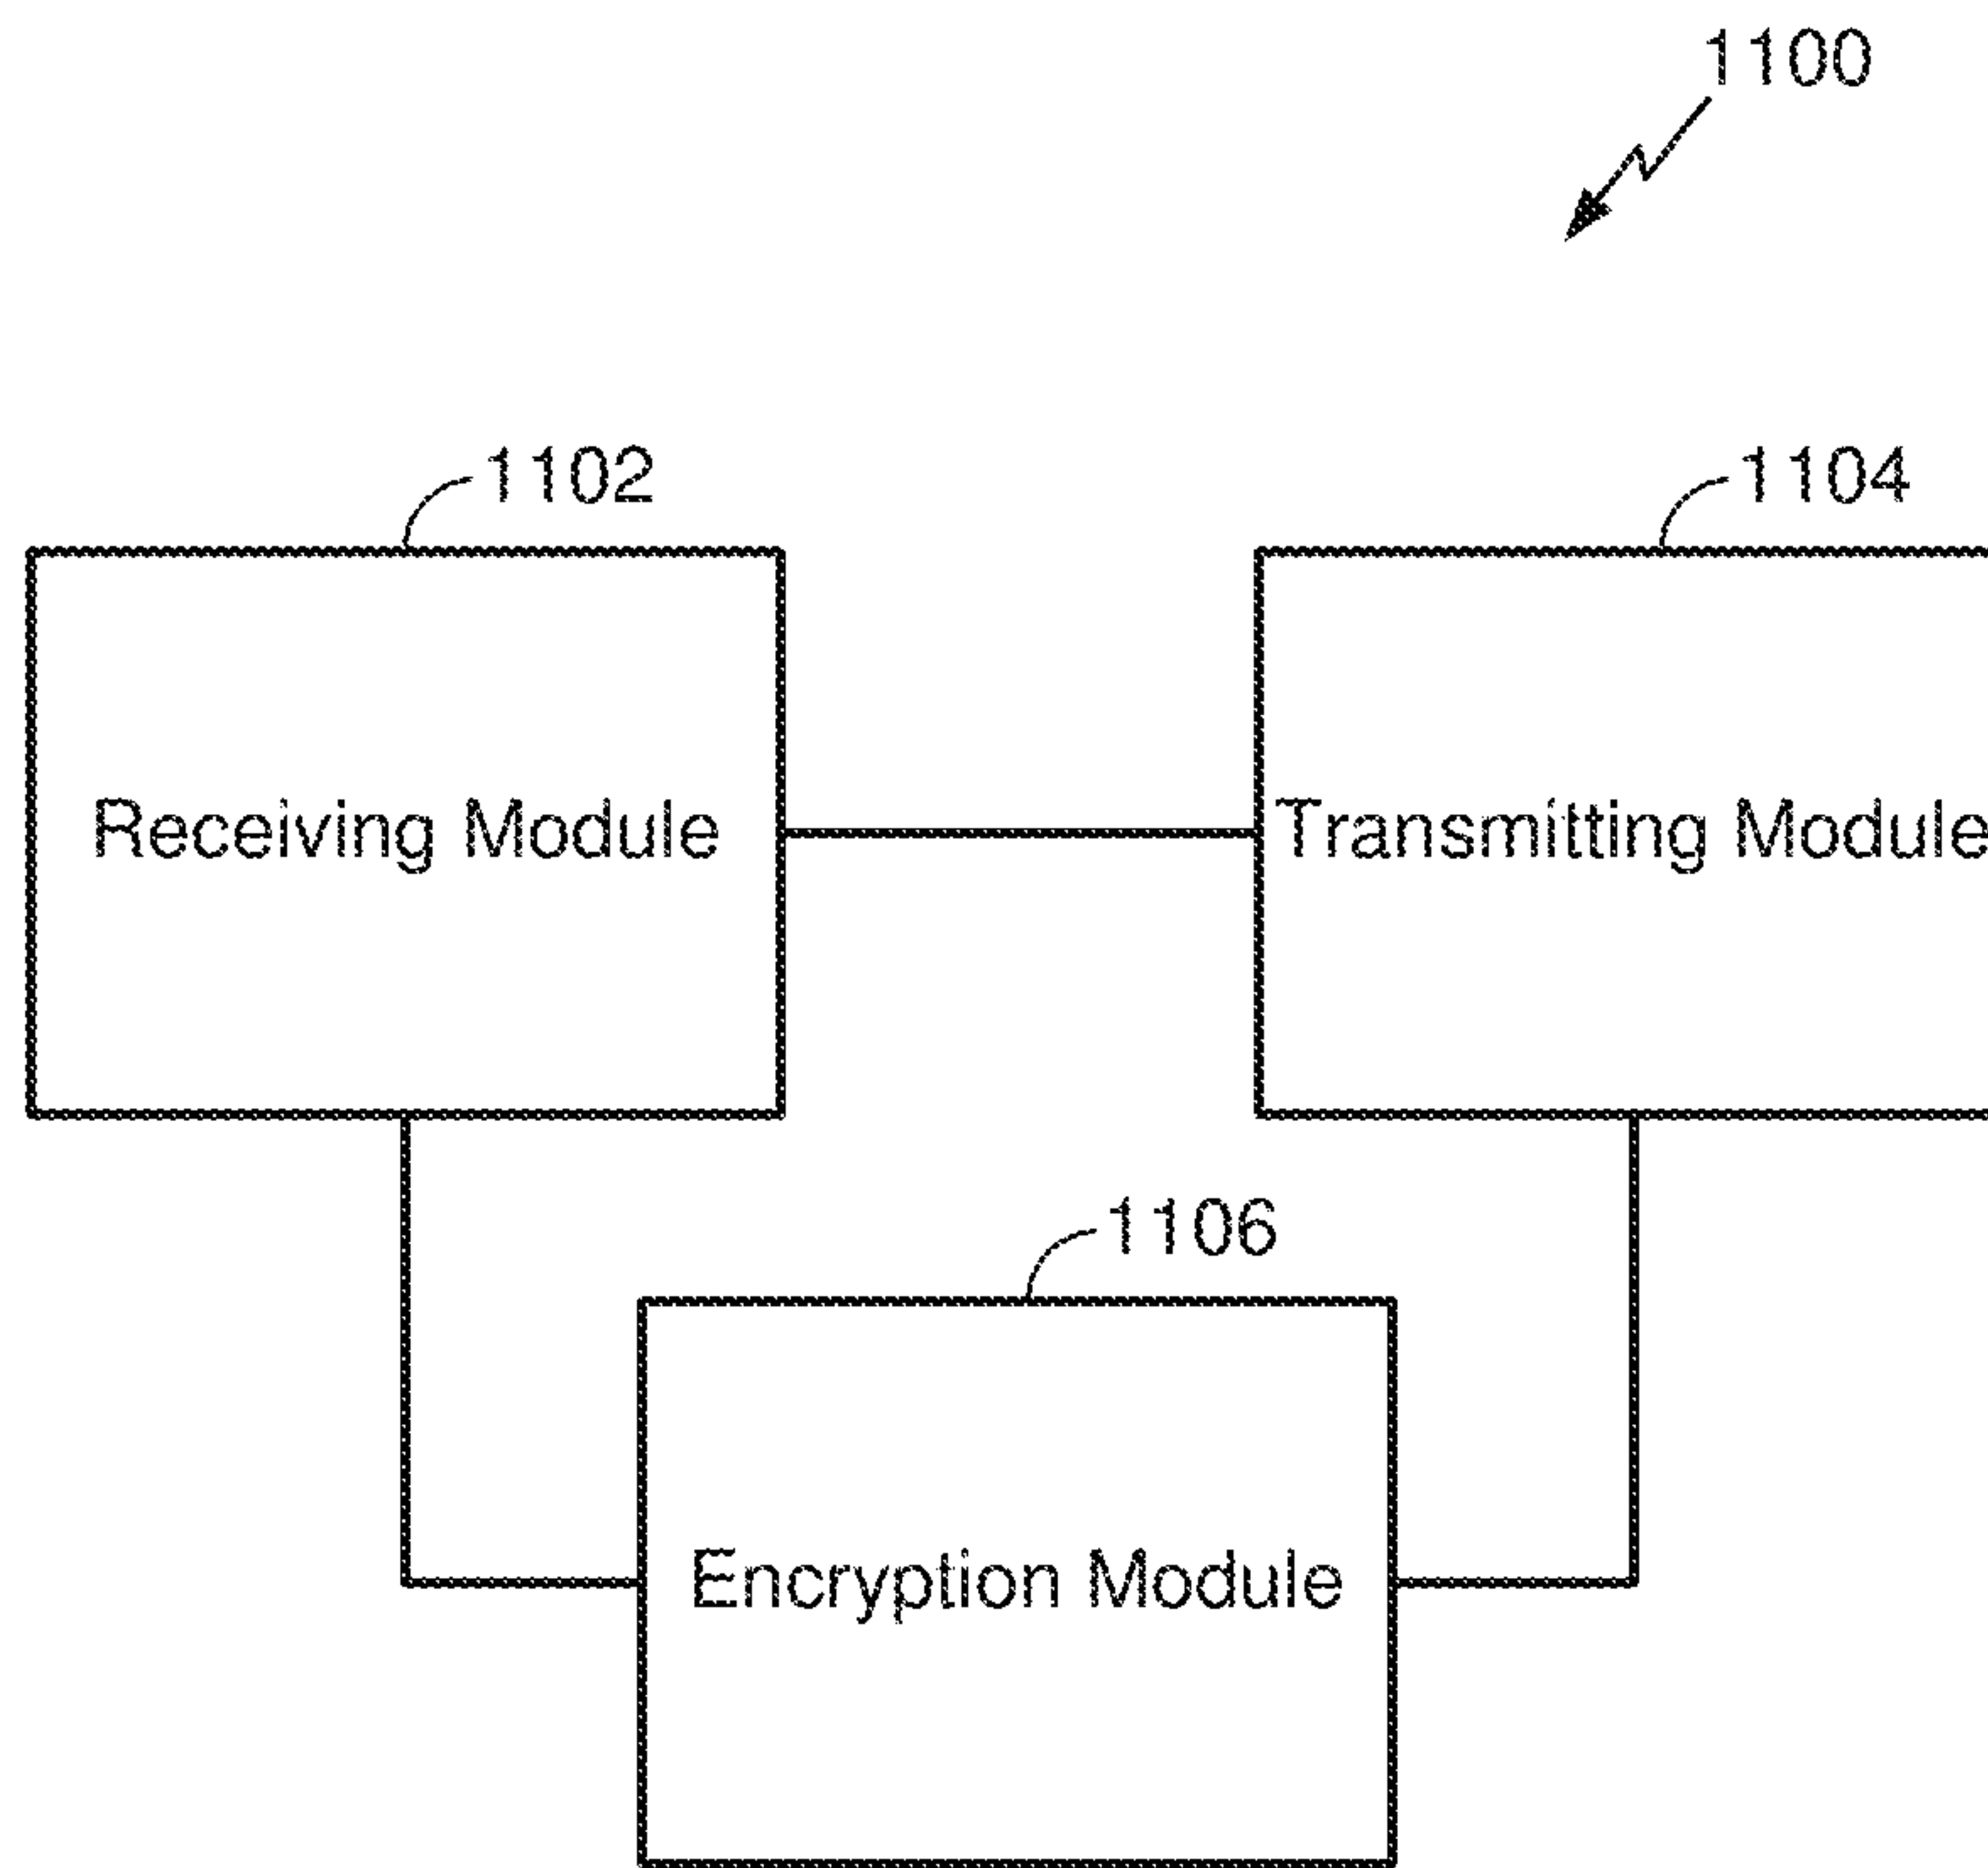 1100
1102
1104
Receiving Module
Transmitting Module
1106
Encryption Module